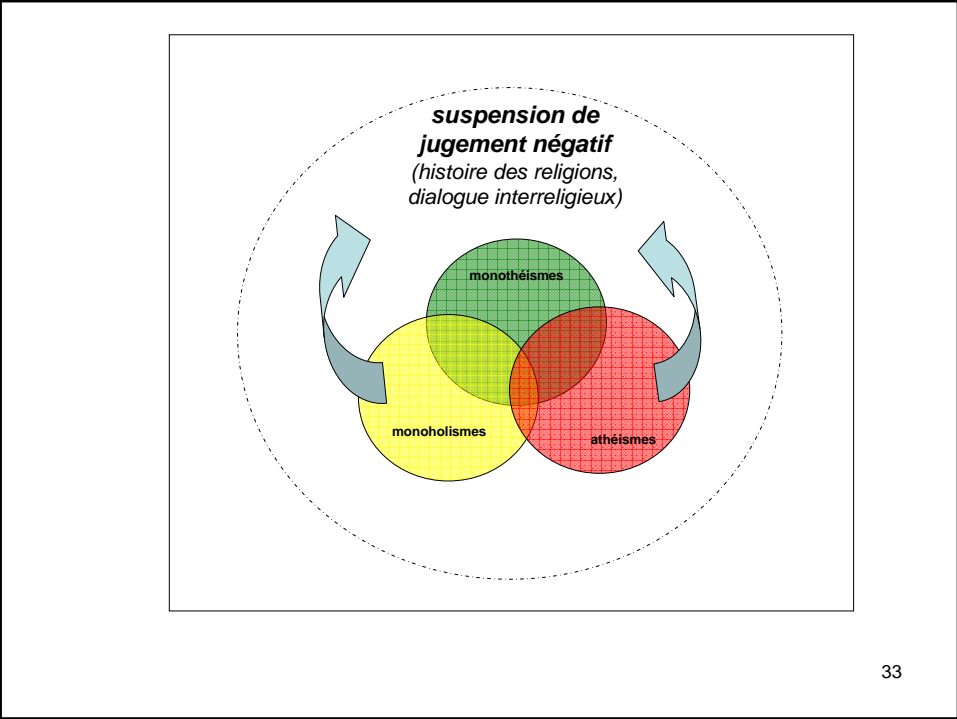 suspension de
jugement négatif
(histoire des religions,
dialogue interreligieux)
monothéismes
monoholismes
athéismes
33